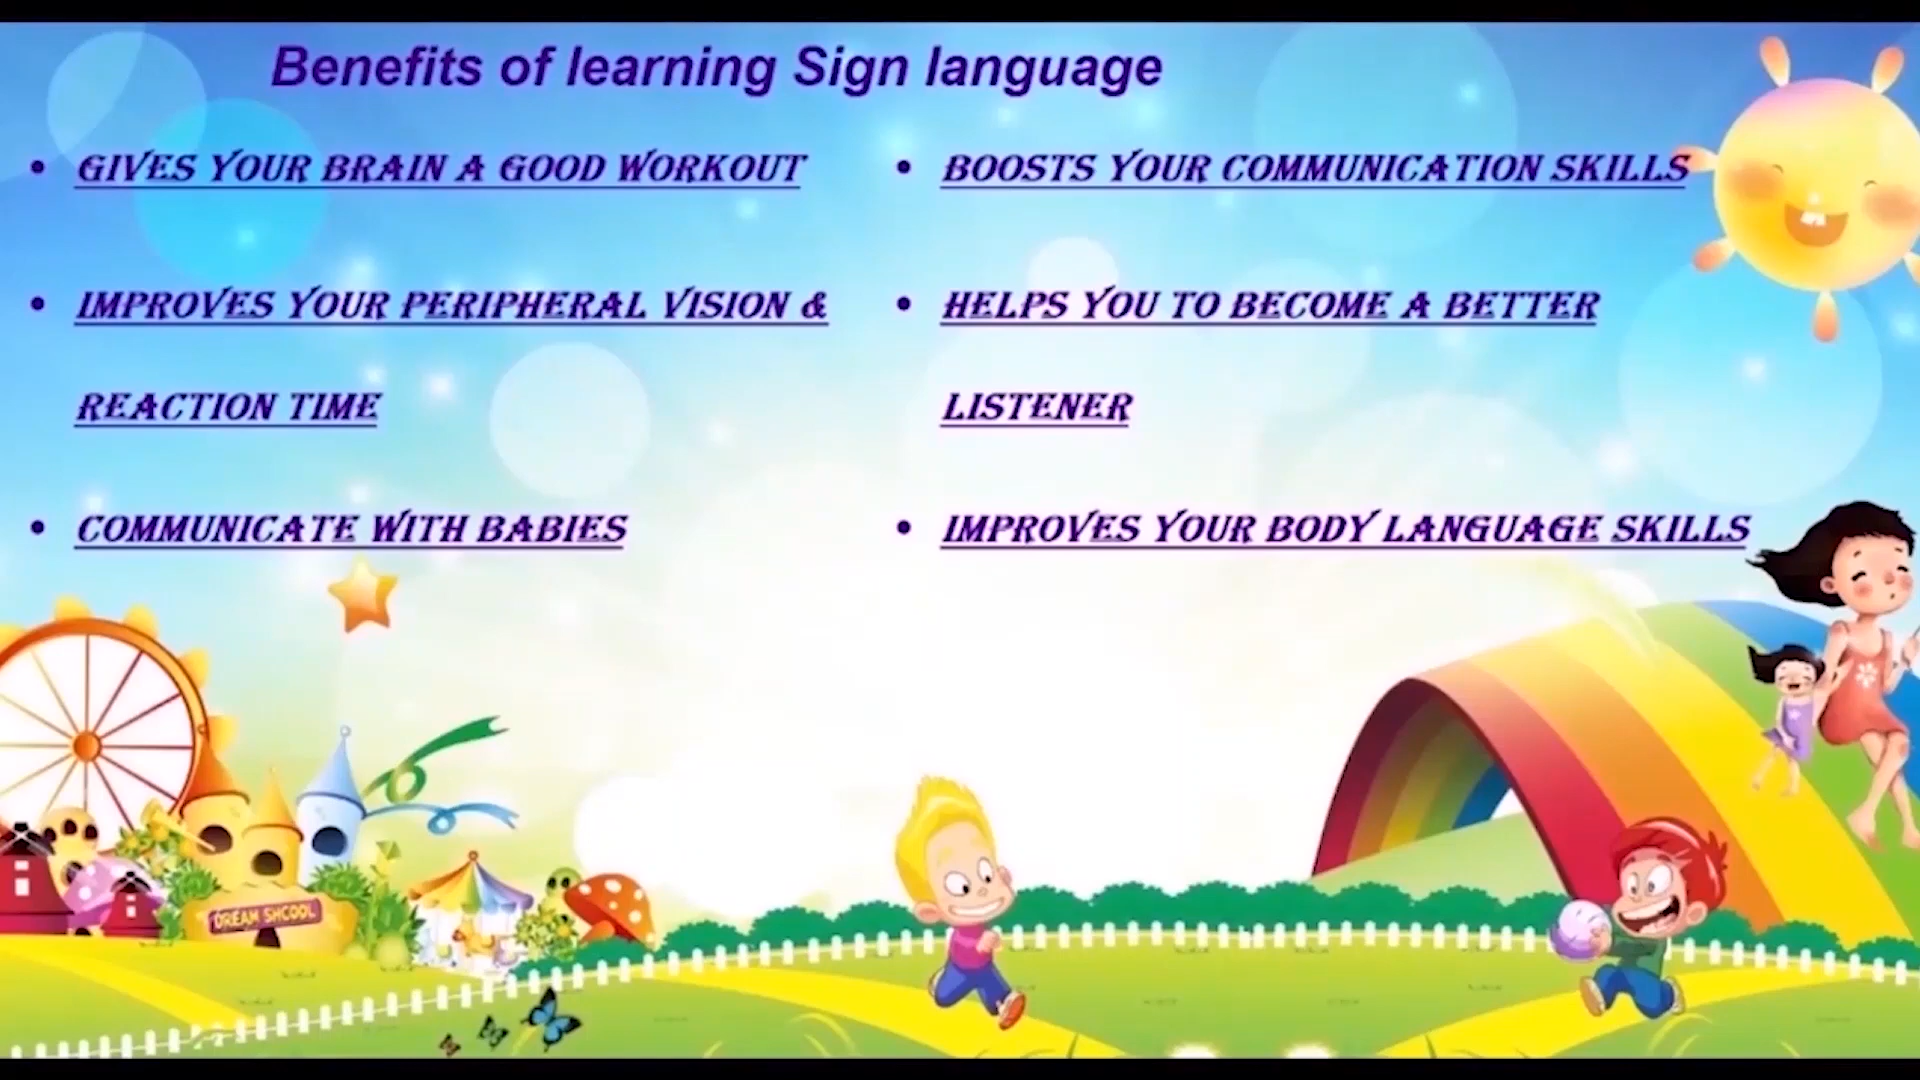 Benefits of learning Sign language
• GIVES YOUR BRAIN A GOOD WORKOUT
• IMPROVES YOUR PERIPHERAL VISION &
REACTION TIME
• COMMUNICATE WITH BABIES
• BOOSTS YOUR COMMUNICATION SKILLS
• HELPS YOU TO BECOME A BETTER
LISTENER
• IMPROVES YOUR BODY LANGUAGE SKILLS
DREAM SHCOOL